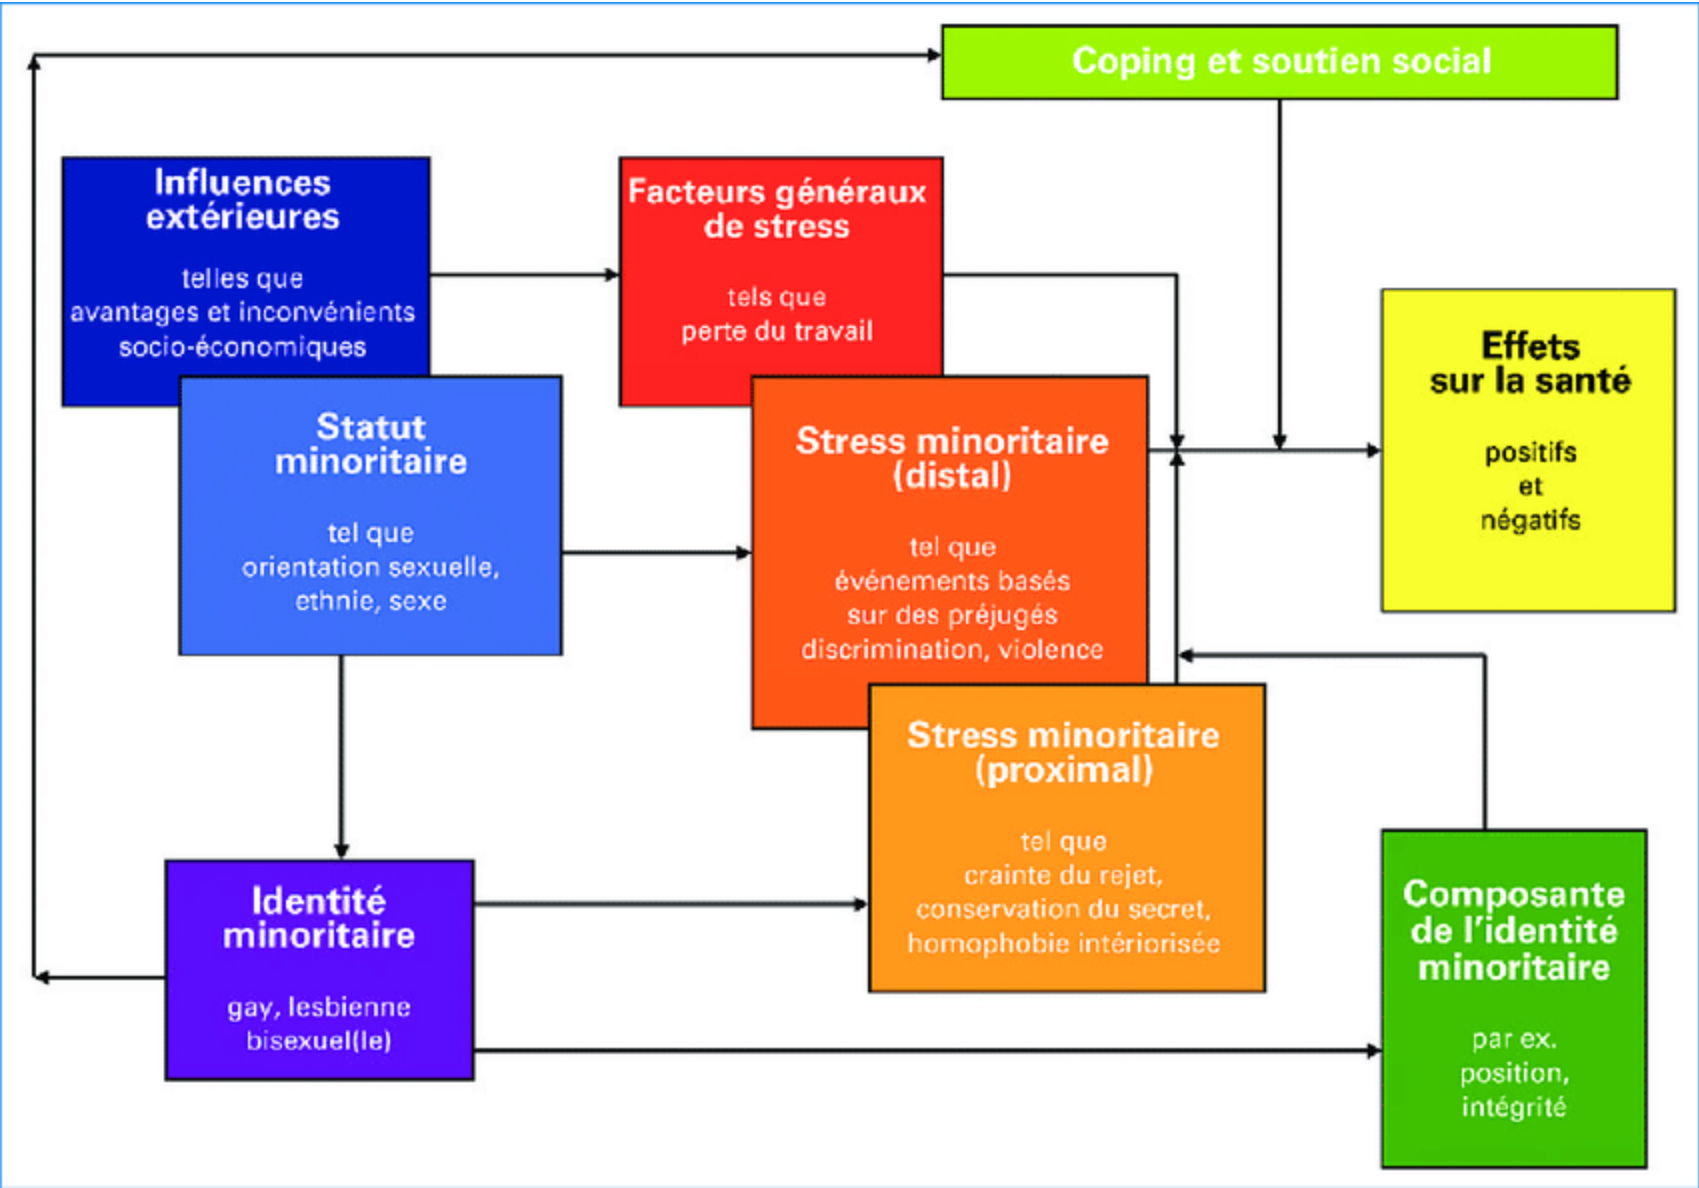 Coping et soutien social
Influences
extérieures
telles que
avantages et inconvénients
socio-économiques
Facteurs généraux
de stress
tels que
perte du travail
Effets
sur la santé
positifs
et
négatifs
Statut
minoritaire
tel que
orientation sexuelle,
ethnie, sexe
Stress minoritaire
(distal)
tel que
événements basés
sur des préjugés
discrimination, violence
Stress minoritaire
(proximal)
tel que
crainte du rejet,
conservation du secret,
homophobie intériorisée
Identité
minoritaire
gay, lesbienne
bisexuel(le)
Composante
de l'identité
minoritaire
par ex.
position,
intégrité